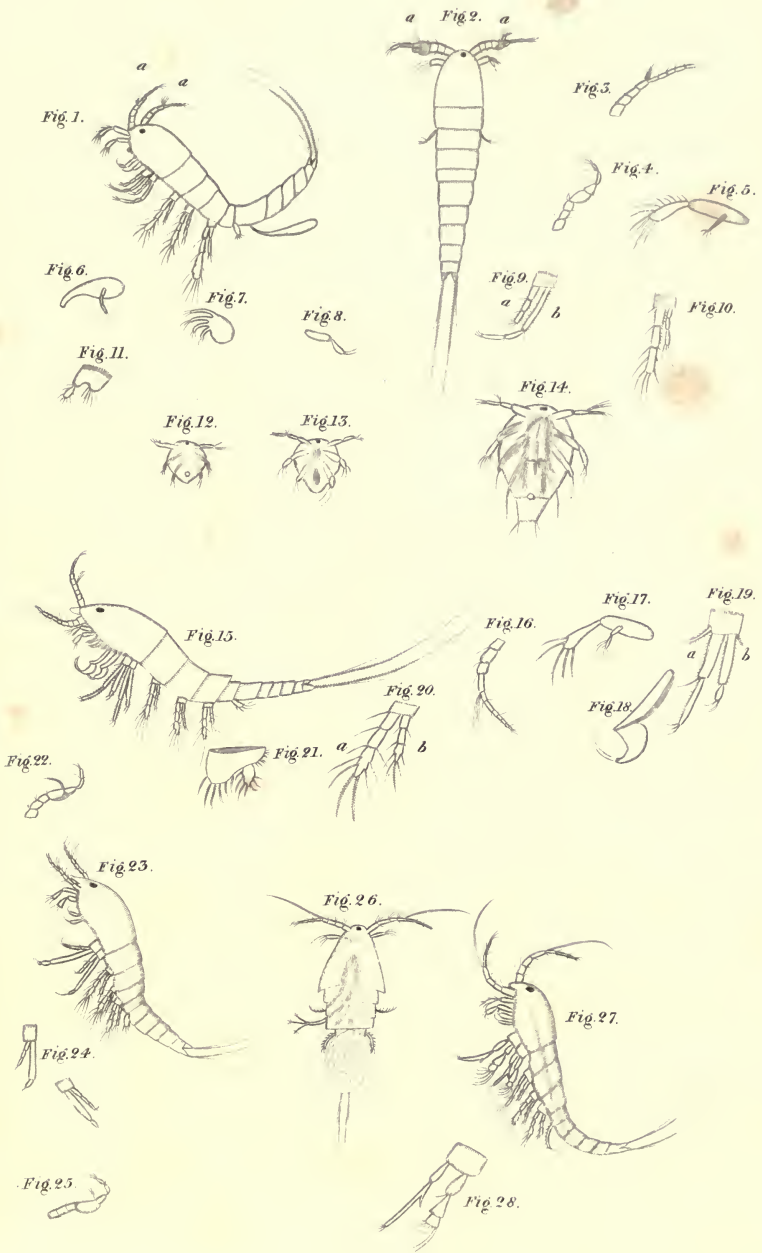 a Fig. 2. a
a
a
Fig. 1.
Fig. 3.
Fig. 4.
Fig. 5.
Fig. 6.
Fig. 7.
Fig. 8.
Fig. 9.
a
b
Fig. 10.
Fig. 11.
Fig. 12.
Fig. 13.
Fig. 14.
Fig. 15.
Fig. 16.
Fig. 17.
Fig. 18.
Fig. 19.
a
b
Fig. 20.
a
b
Fig. 21.
Fig. 22.
Fig. 23.
Fig. 24.
Fig. 25.
Fig. 26.
Fig. 27.
Fig. 28.